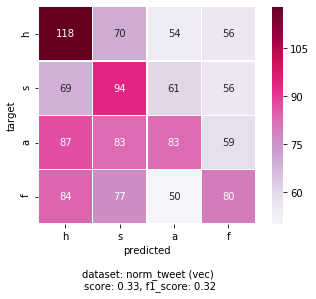 h 118 70 54 56
s 69 94 61 56
a 87 83 83 59
f 84 77 50 80
target
h s a f
predicted
105
90
75
60
dataset: norm_tweet (vec)
score: 0.33, f1_score: 0.32